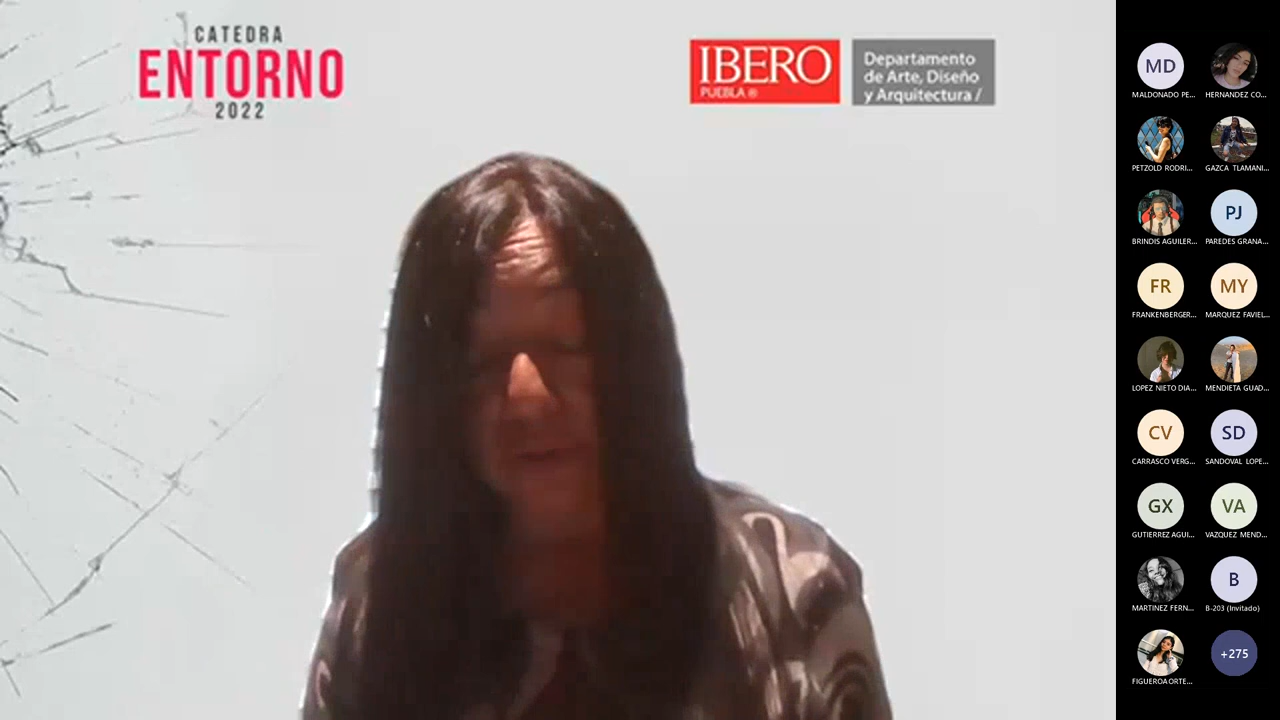 CATEDRA
ENTORNO
2022
IBERO
PUEBLA ®
Departamento
de Arte, Diseño
y Arquitectura /
MD
MALDONADO PE...
HERNANDEZ CO...
PETZOLD RODRI...
GAZCA TLAMANI...
BRINDIS AGUILER...
PJ
PAREDES GRANA...
FR
FRANKENBERGER...
MY
MARQUEZ FAVIEL...
LOPEZ NIETO DIA...
MENDIETA GUAD...
CV
CARRASCO VERG...
SD
SANDOVAL LOPE...
GX
GUTIERREZ AGUI...
VA
VAZQUEZ MEND...
MARTINEZ FERN...
B
B-203 (Invitado)
FIGUEROA ORTE...
+275